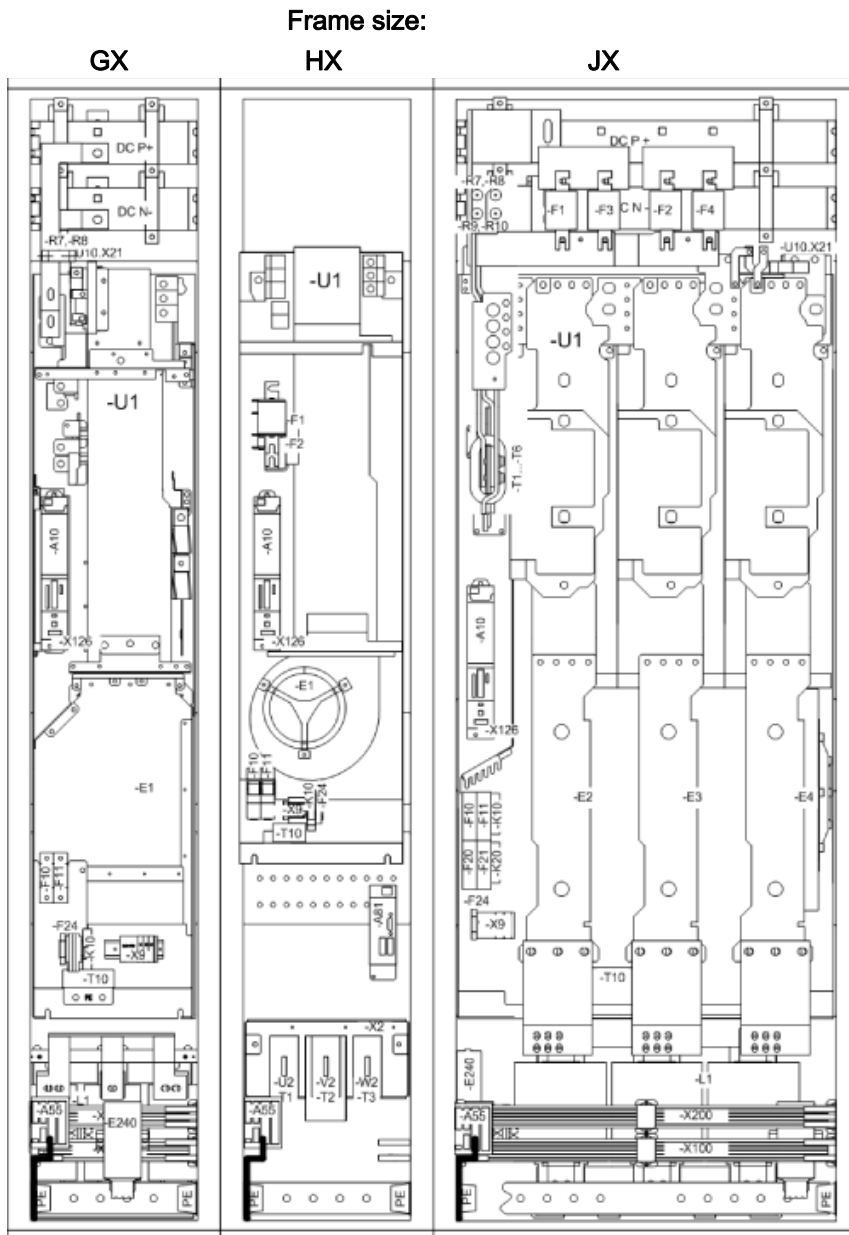 Frame size:
GX HX JX
DC P+
DC N-
-R7,-R8
-U10.X21
-U1
-A10
-X126
-E1
-F10
-F11
-F24
-K10
-X9
-T10
PE
-L1
-A55
-E240
PE
PE
-U1
-F1
-F2
-A10
-X126
-E1
-F10
-F11
-K10
-F24
-X9
-T10
-A81
-X2
-U2 -V2 -W2
-T1 -T2 -T3
-A55
PE
PE
DC P+
-R7,-R8
-F1 -F3 C N- -F2 -F4
-R9,-R10
-U10.X21
-U1
-T1...-T6
-A10
-X126
-E2 -E3 -E4
-F10
-F11
-K10
-F20
-F21
-K20
-F24
-X9
-T10
-E240
-L1
-A55
-X200
-X100
PE
PE